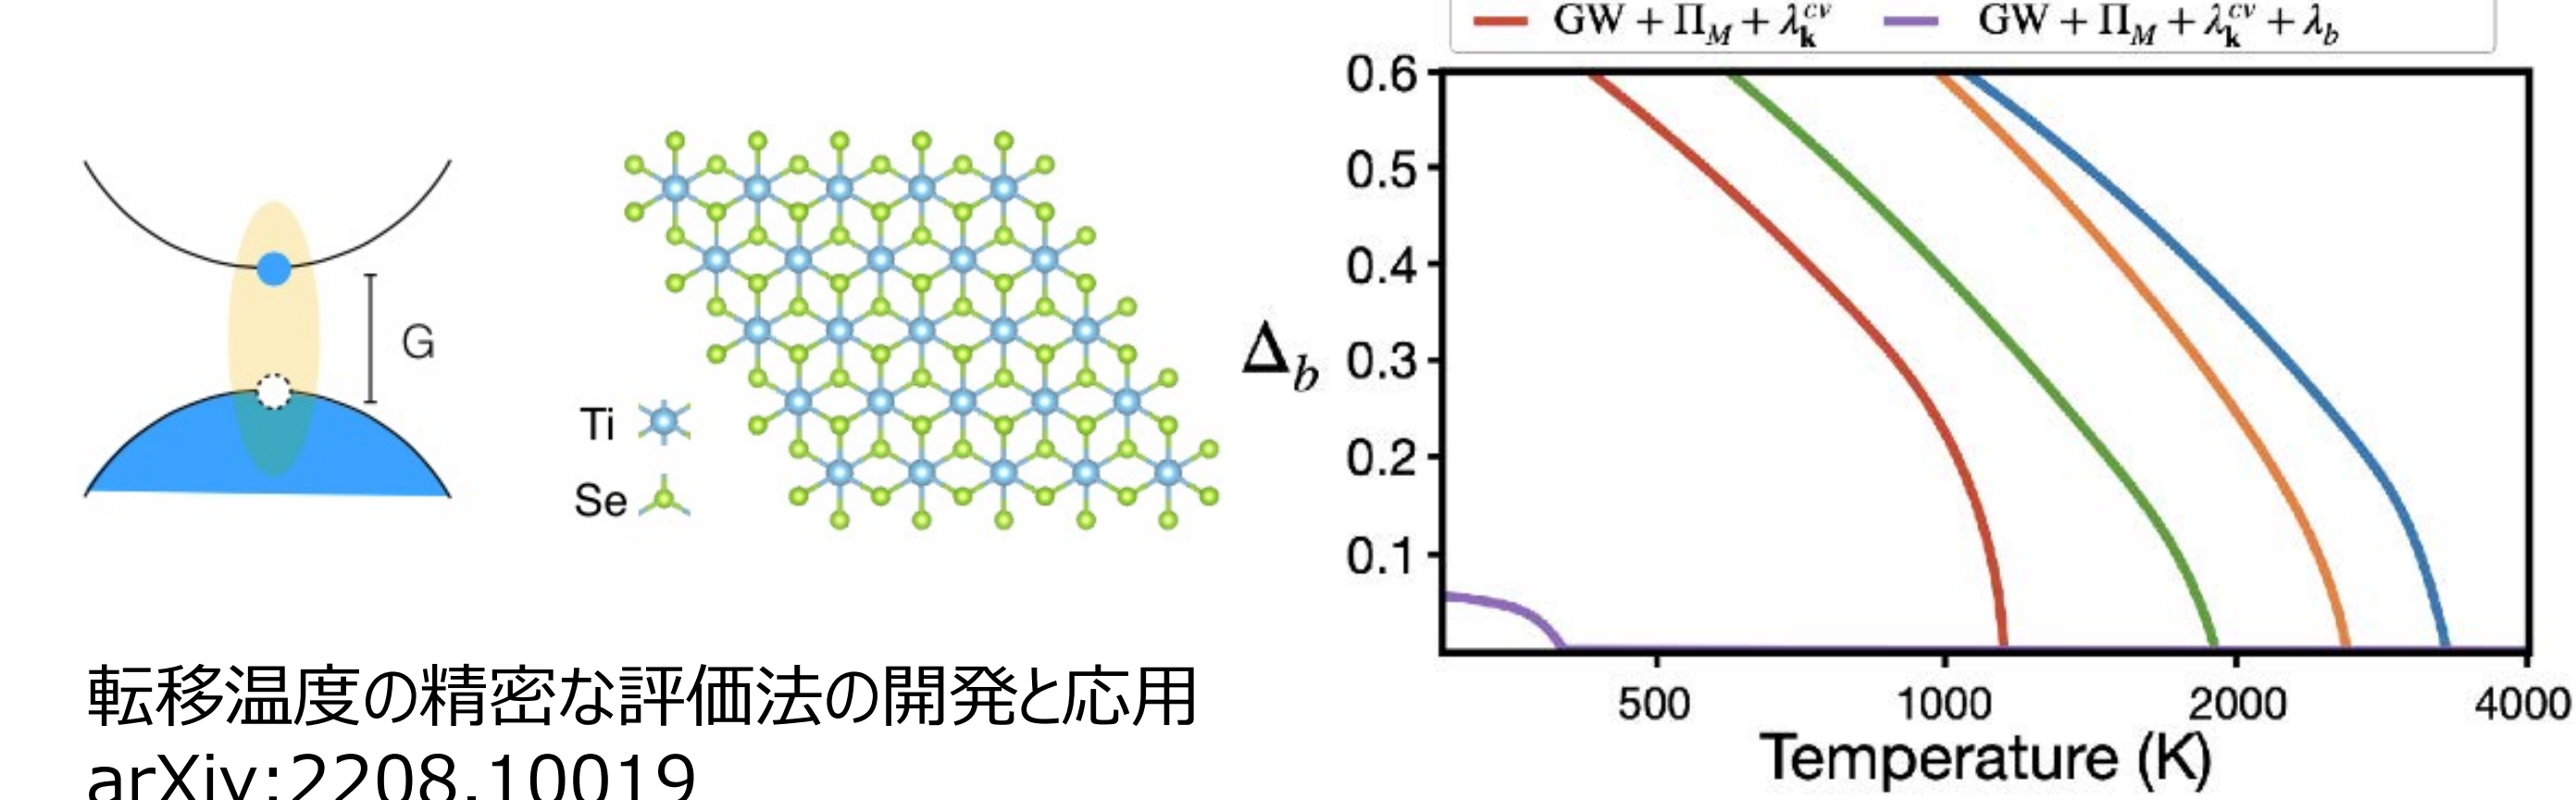 GW + Π_M + λ_𝐤^{cv} GW + Π_M + λ_𝐤^{cv} + λ_b
G
Ti
Se
Δ_b
0.6
0.5
0.4
0.3
0.2
0.1
500 1000 2000 4000
Temperature (K)
転移温度の精密な評価法の開発と応用
arXiv:2208.10019